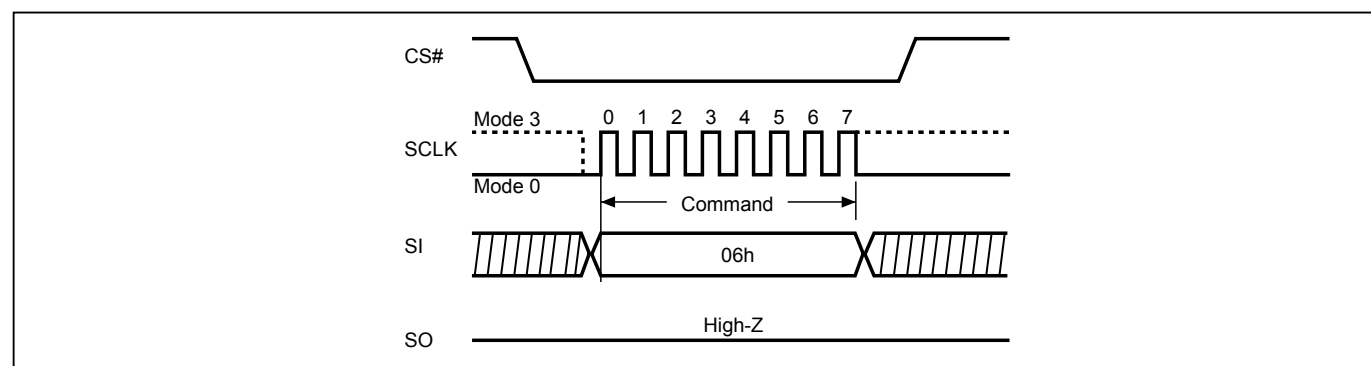 CS#
Mode 3
0 1 2 3 4 5 6 7
SCLK
Mode 0
Command
SI
06h
High-Z
SO